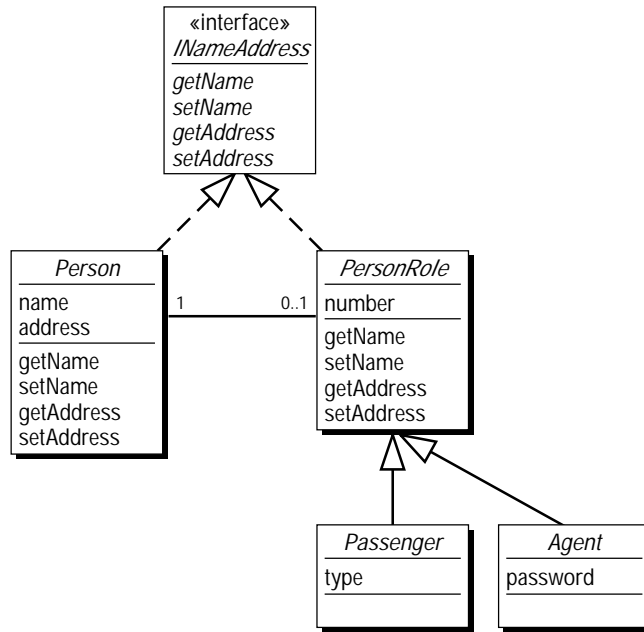 «interface»
INameAddress
getName
setName
getAddress
setAddress
Person
name
address
getName
setName
getAddress
setAddress
1
0..1
PersonRole
number
getName
setName
getAddress
setAddress
Passenger
type
Agent
password